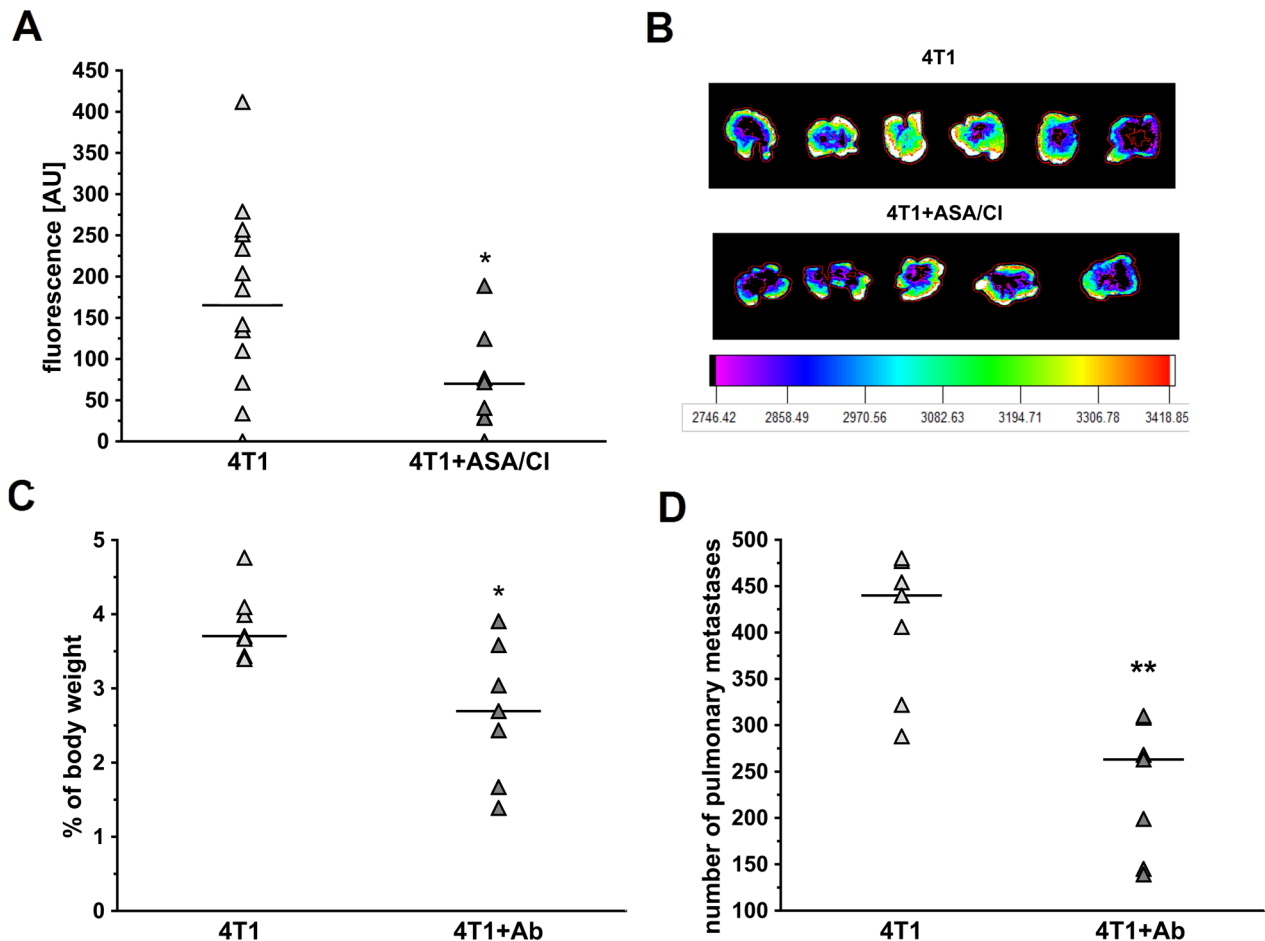 A
450
400
350
300
250
200
150
100
50
0
fluorescence [AU]
*
4T1
4T1+ASA/Cl
B
4T1
4T1+ASA/Cl
2746.42 2858.49 2970.56 3082.63 3194.71 3306.78 3418.85
C
5
4
3
2
1
0
% of body weight
*
4T1
4T1+Ab
D
500
450
400
350
300
250
200
150
100
number of pulmonary metastases
**
4T1
4T1+Ab